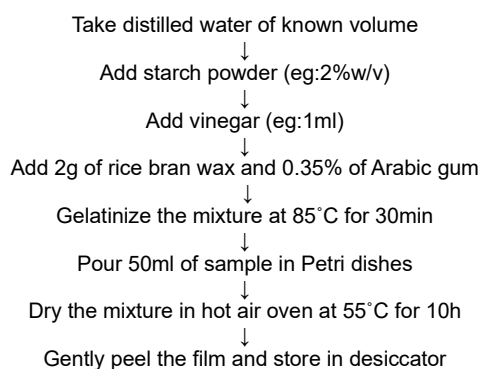 Take distilled water of known volume
↓
Add starch powder (eg:2%w/v)
↓
Add vinegar (eg:1ml)
↓
Add 2g of rice bran wax and 0.35% of Arabic gum
↓
Gelatinize the mixture at 85˚C for 30min
↓
Pour 50ml of sample in Petri dishes
↓
Dry the mixture in hot air oven at 55˚C for 10h
↓
Gently peel the film and store in desiccator